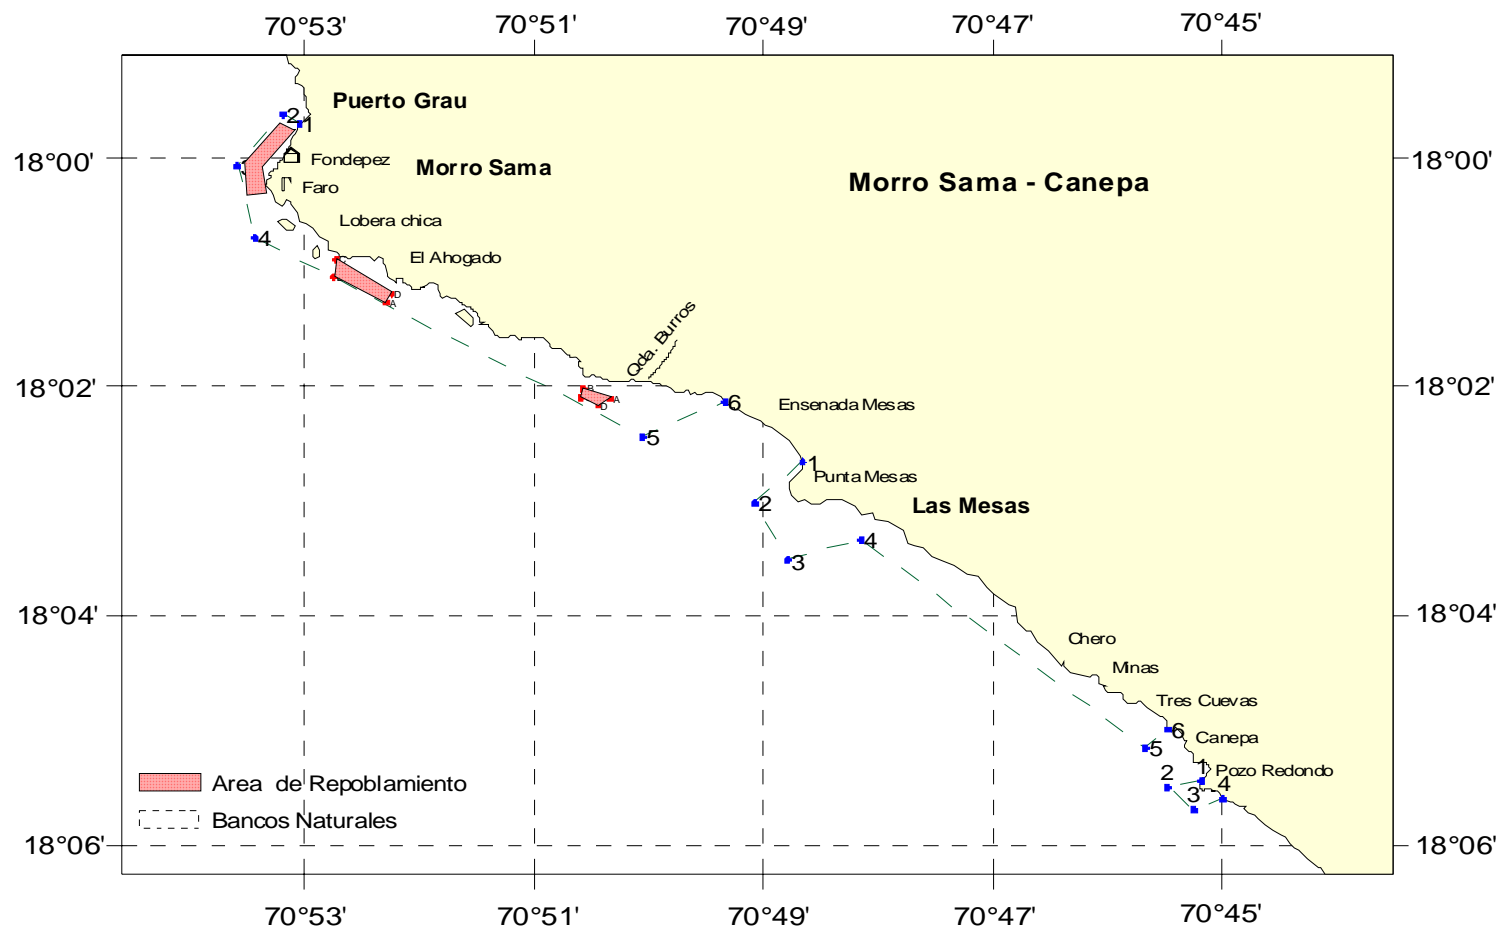 70°53' 70°51' 70°49' 70°47' 70°45'
Puerto Grau
2
1
18°00' 18°00'
Fondepez
Morro Sama
Morro Sama - Canepa
Faro
Lobera chica
4
El Ahogado
D
A
Qda. Burros
18°02' 18°02'
B
A
D
6
Ensenada Mesas
5
1
Punta Mesas
2
Las Mesas
4
3
18°04' 18°04'
Chero
Minas
Tres Cuevas
6
Canepa
5
1
Pozo Redondo
2
4
3
Area de Repoblamiento
Bancos Naturales
18°06' 18°06'
70°53' 70°51' 70°49' 70°47' 70°45'